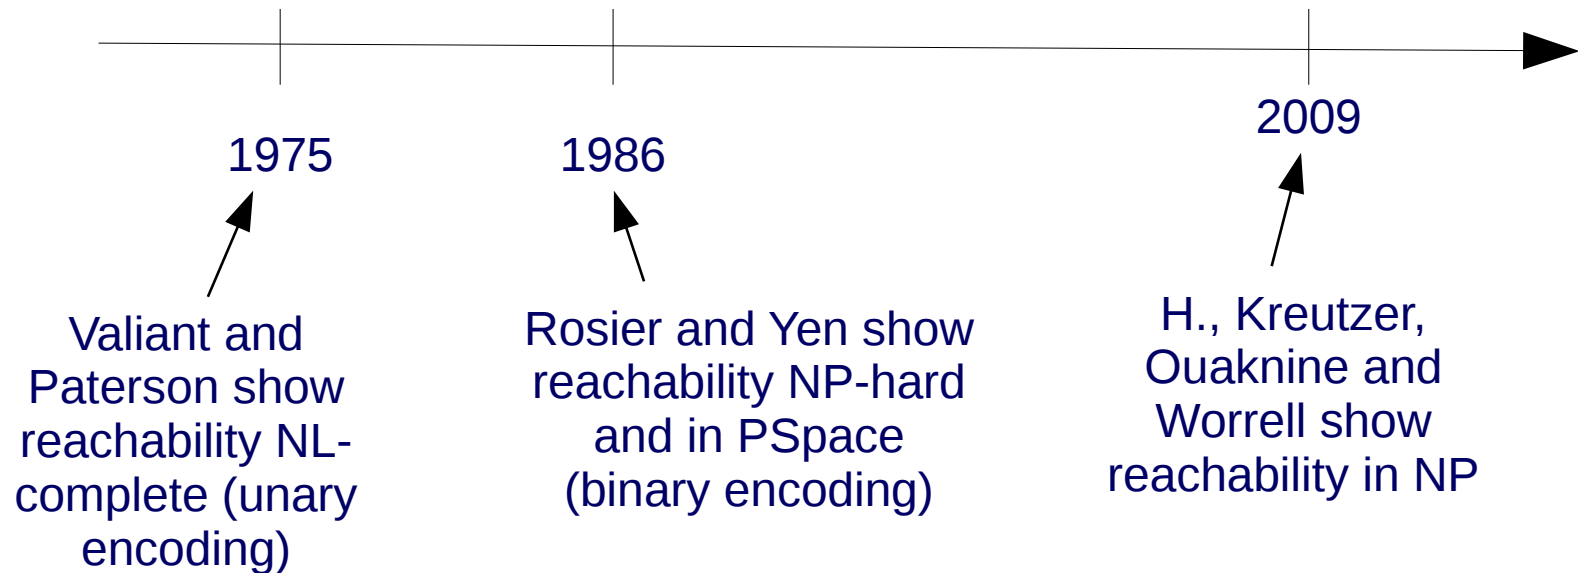 1975
Valiant and
Paterson show
reachability NL-
complete (unary
encoding)
1986
Rosier and Yen show
reachability NP-hard
and in PSpace
(binary encoding)
2009
H., Kreutzer,
Ouaknine and
Worrell show
reachability in NP